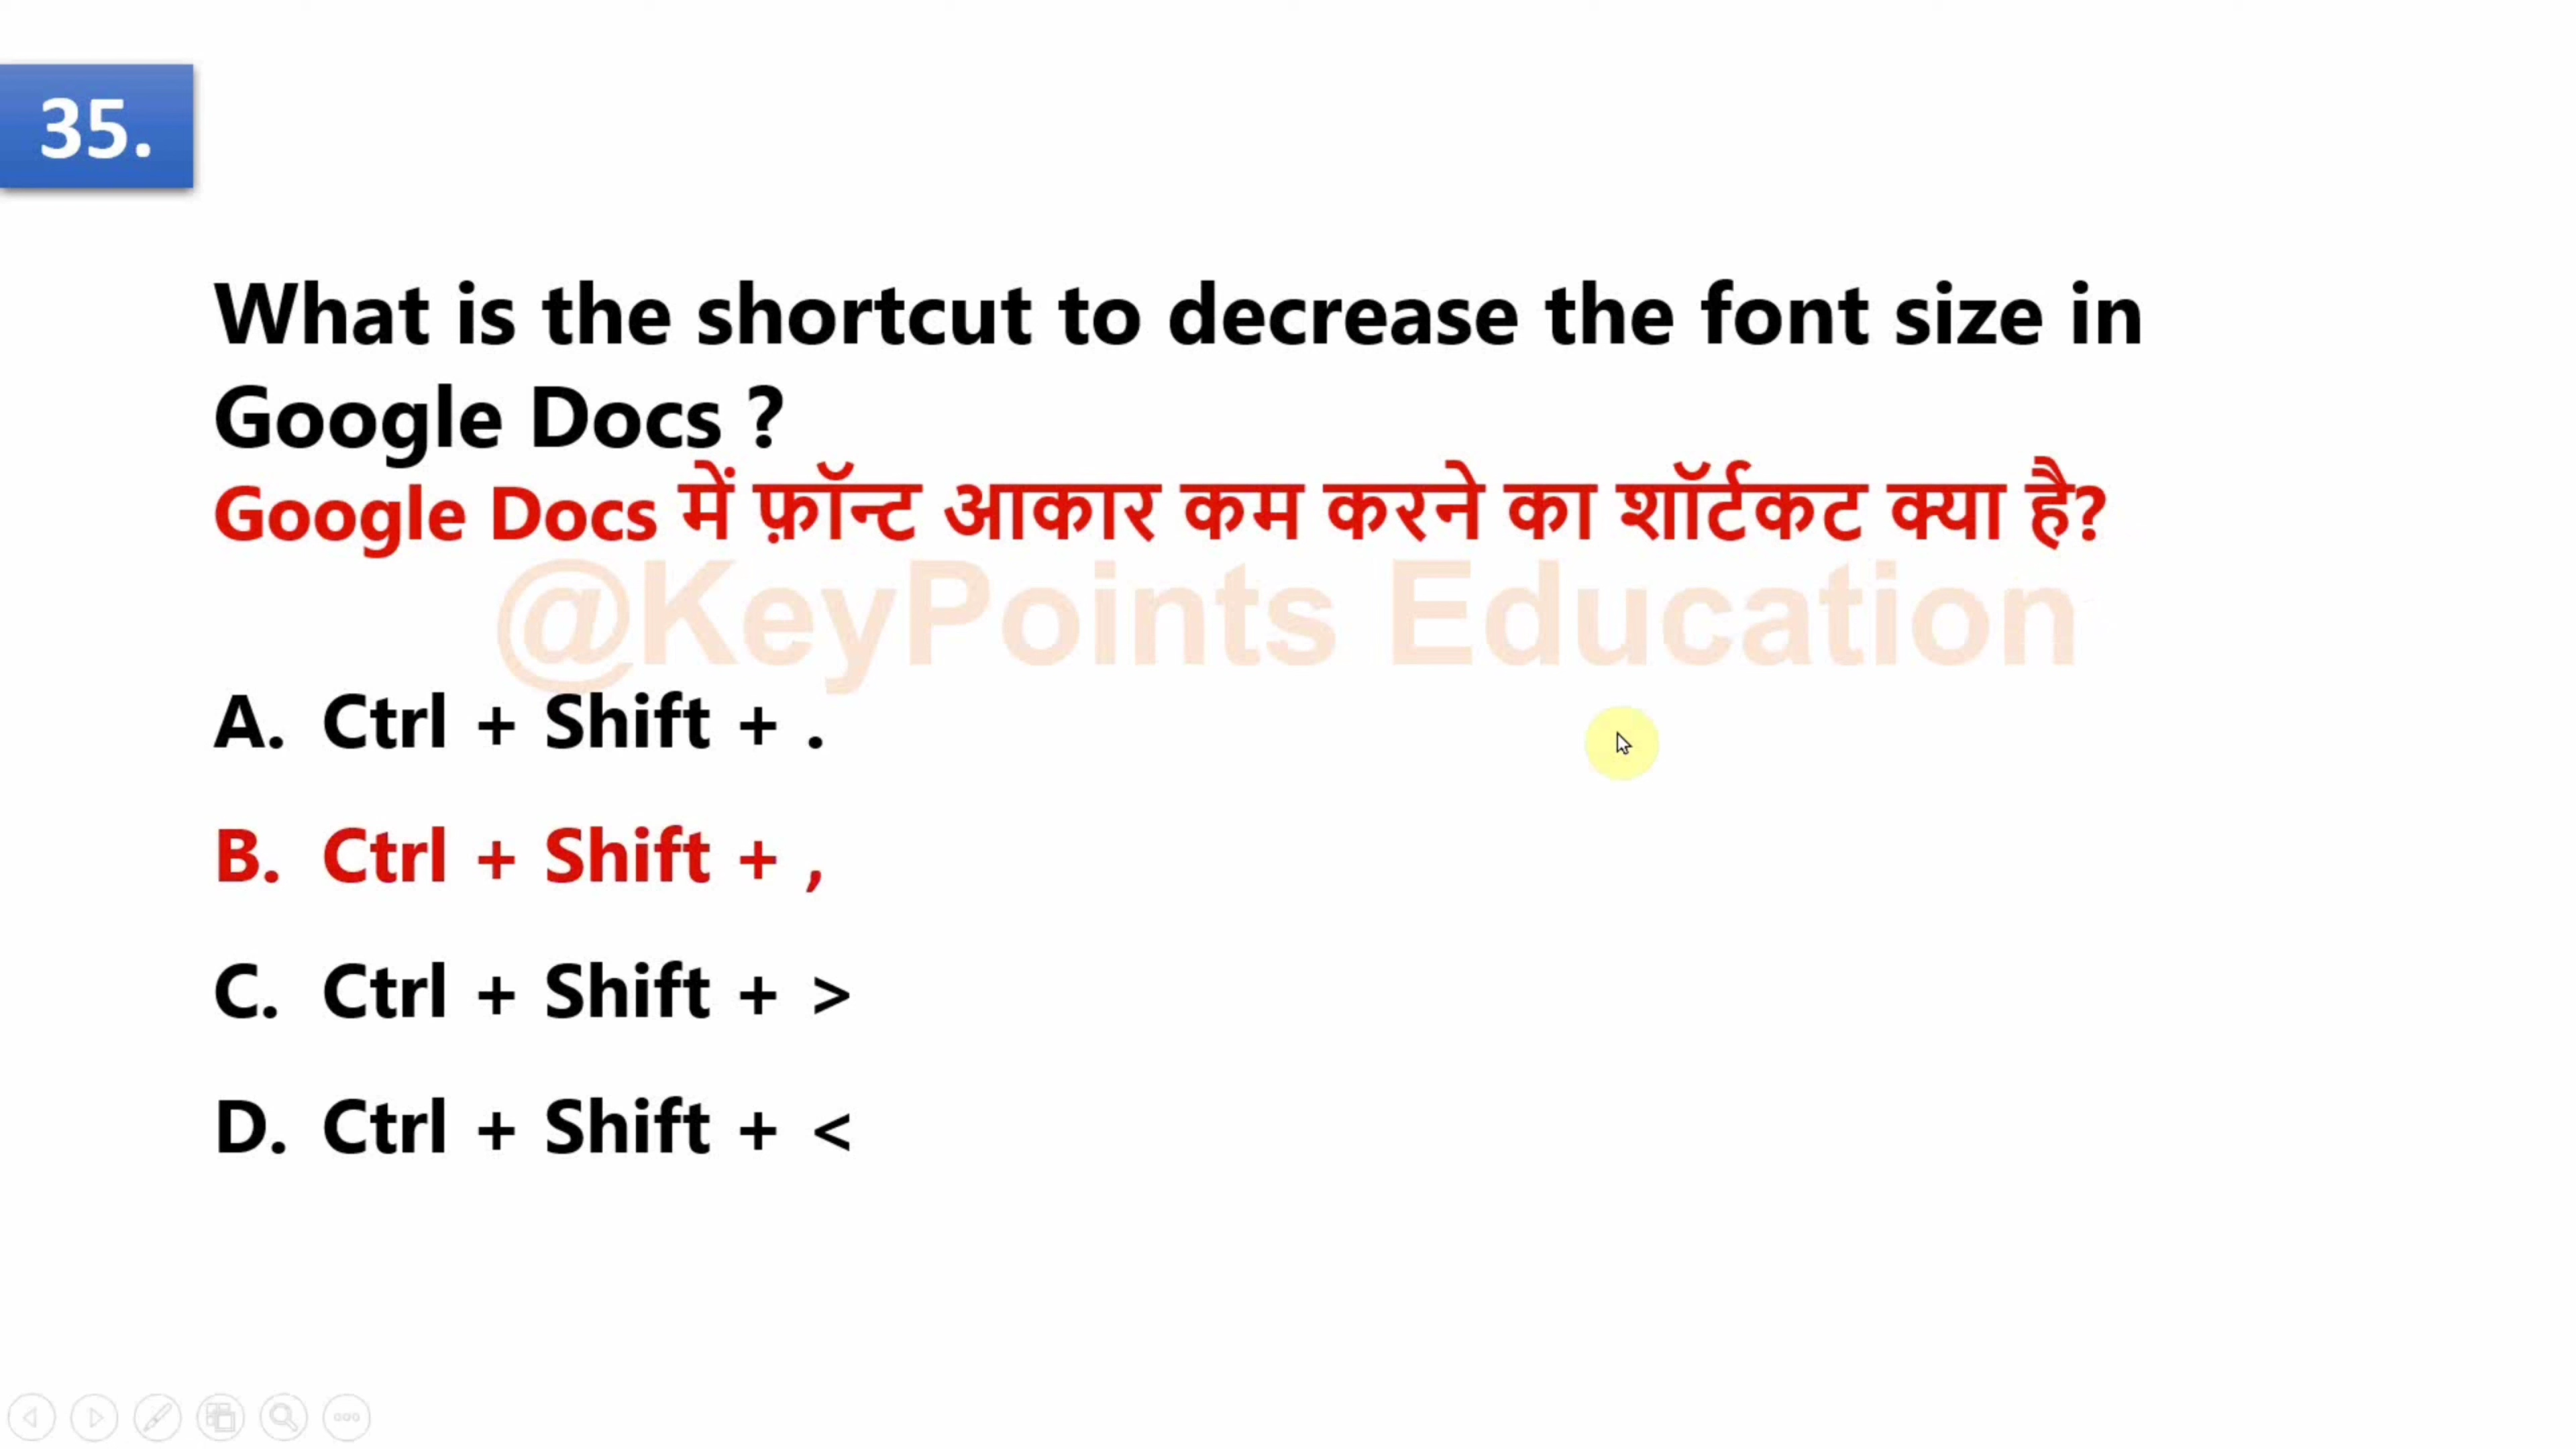 35.
What is the shortcut to decrease the font size in
Google Docs ?
Google Docs में फ़ॉन्ट आकार कम करने का शॉर्टकट क्या है?
@KeyPoints Education
A. Ctrl + Shift + .
B. Ctrl + Shift + ,
C. Ctrl + Shift + >
D. Ctrl + Shift + <